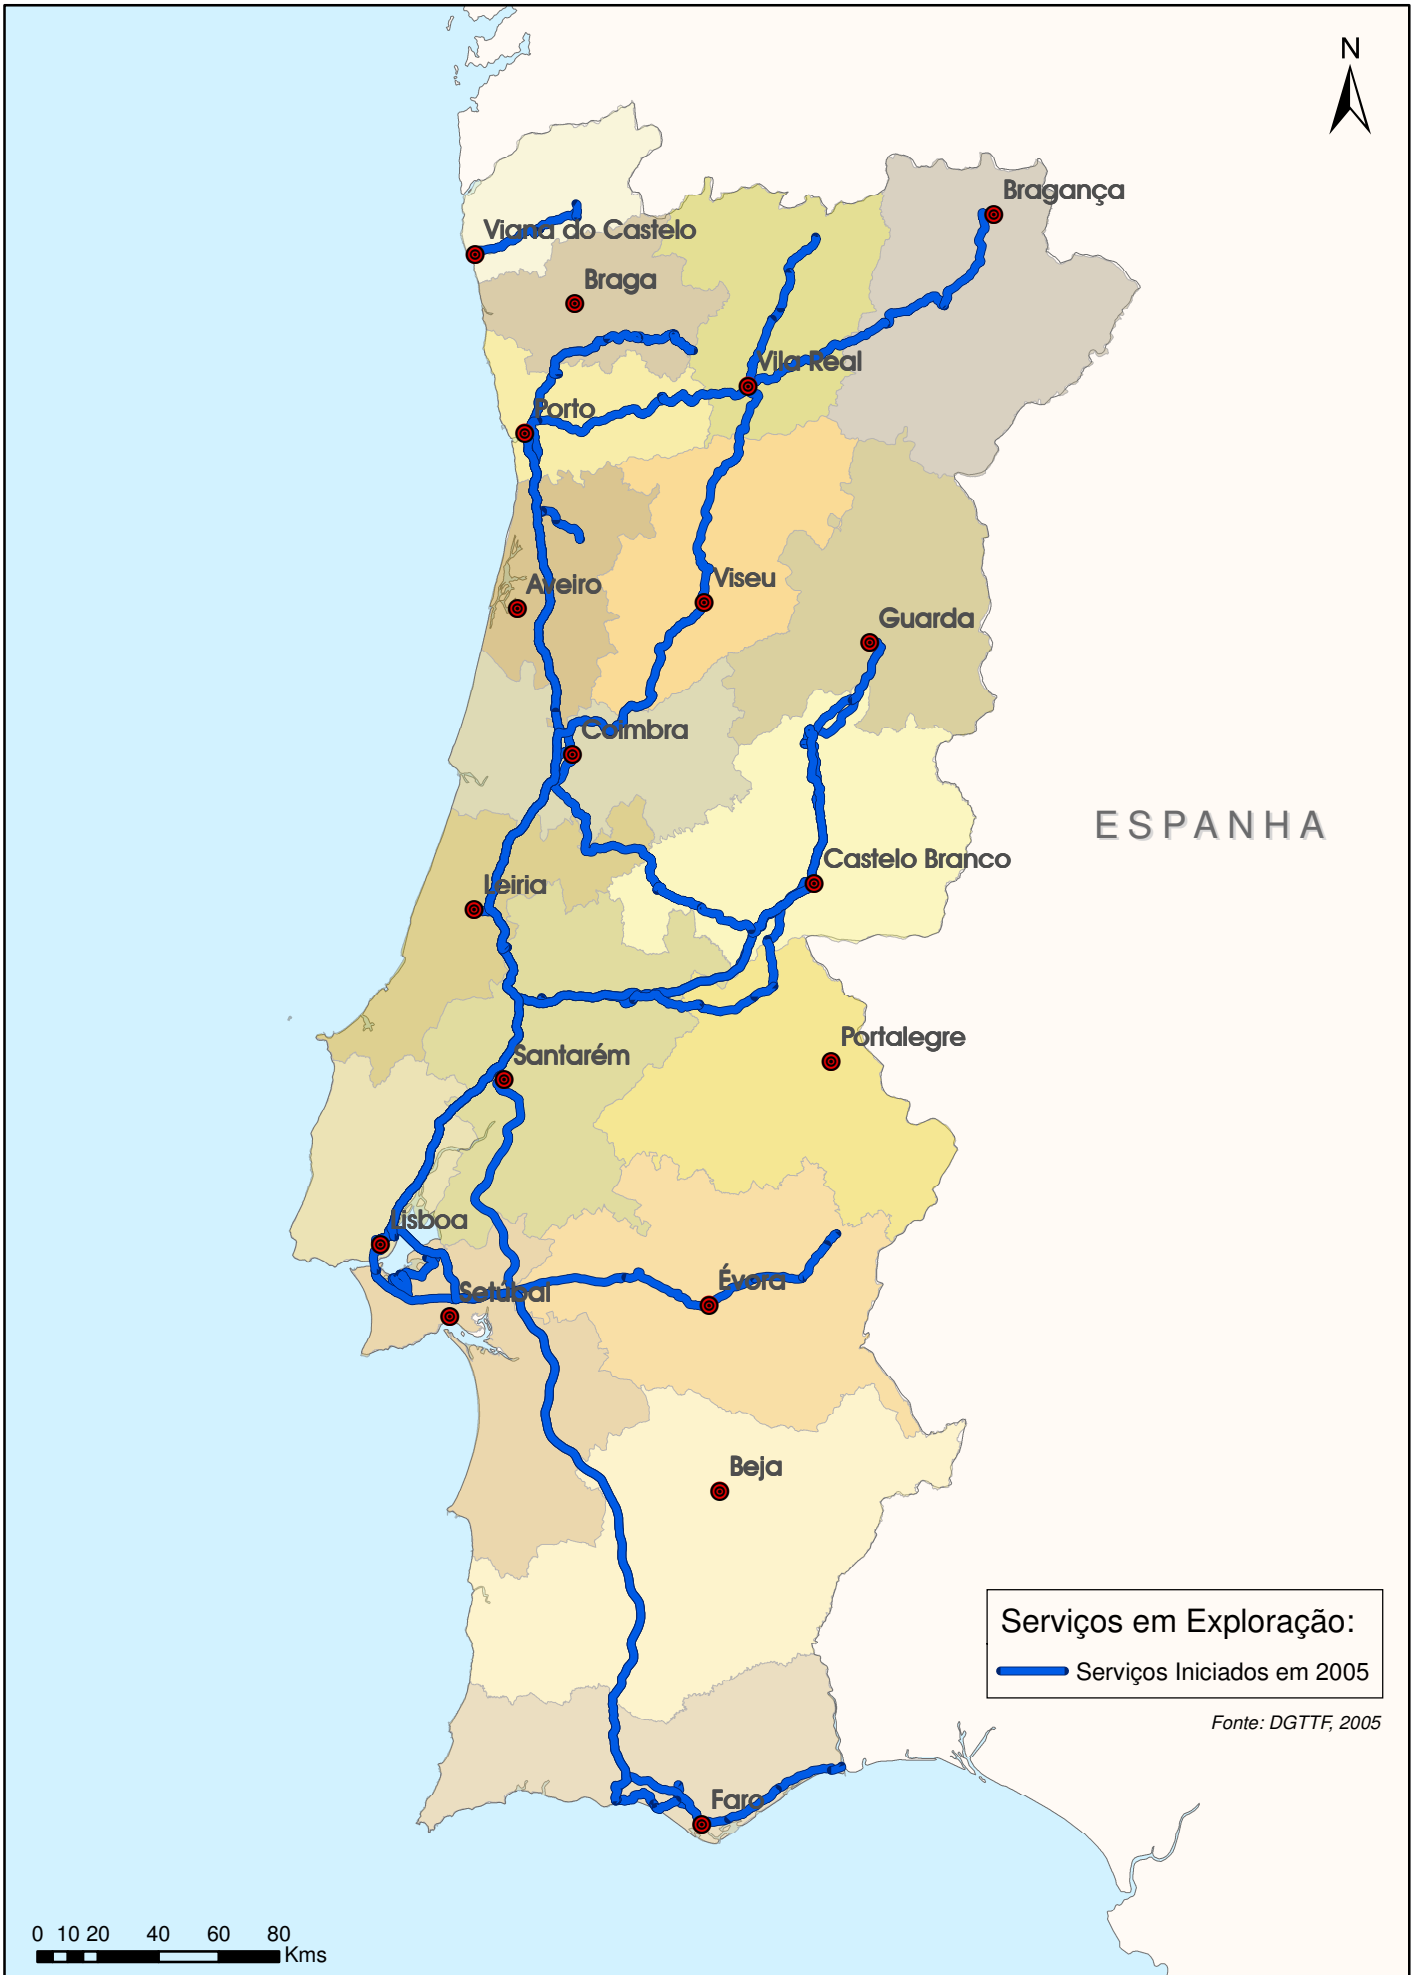 N
Bragança
Viana do Castelo
Braga
Vila Real
Porto
Aveiro
Viseu
Guarda
Coimbra
ESPANHA
Castelo Branco
Leiria
Portalegre
Santarém
Lisboa
Évora
Setúbal
Beja
Serviços em Exploração:
Serviços Iniciados em 2005
Fonte: DGTTF, 2005
Faro
0 10 20 40 60 80
Kms